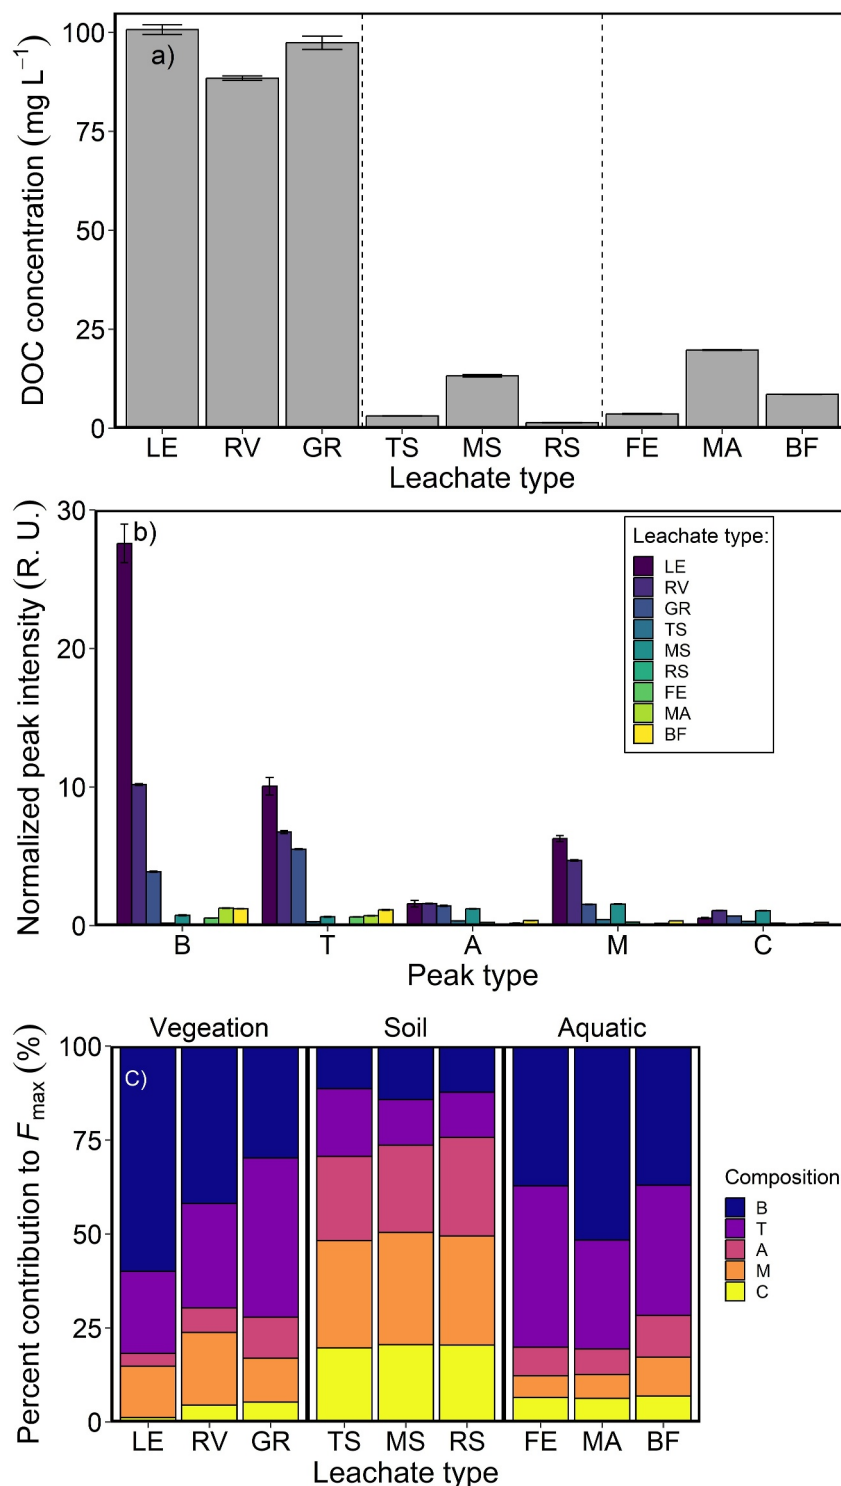 a)
DOC concentration (mg L⁻¹)
100
75
50
25
0
LE RV GR TS MS RS FE MA BF
Leachate type
b)
Normalized peak intensity (R. U.)
30
20
10
0
Leachate type:
LE
RV
GR
TS
MS
RS
FE
MA
BF
B T A M C
Peak type
Vegeation Soil Aquatic
C)
Percent contribution to Fmax (%)
100
75
50
25
0
Composition
B
T
A
M
C
LE RV GR TS MS RS FE MA BF
Leachate type